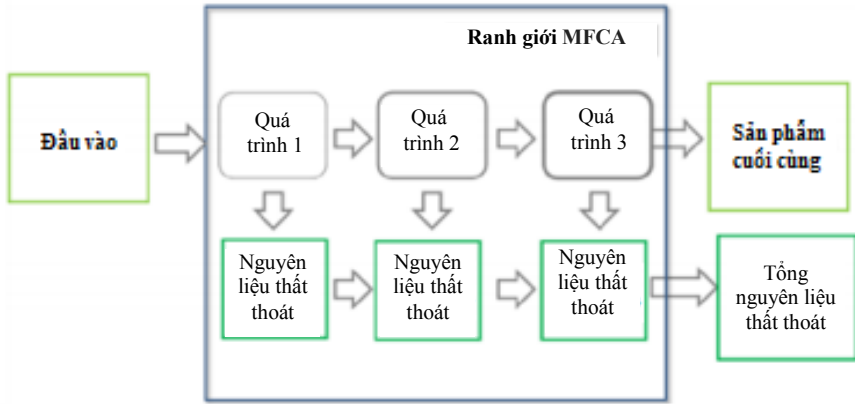 Ranh giới MFCA
Đầu vào
Quá
trình 1
Quá
trình 2
Quá
trình 3
Sản phẩm
cuối cùng
Nguyên
liệu thất
thoát
Nguyên
liệu thất
thoát
Nguyên
liệu thất
thoát
Tổng
nguyên liệu
thất thoát